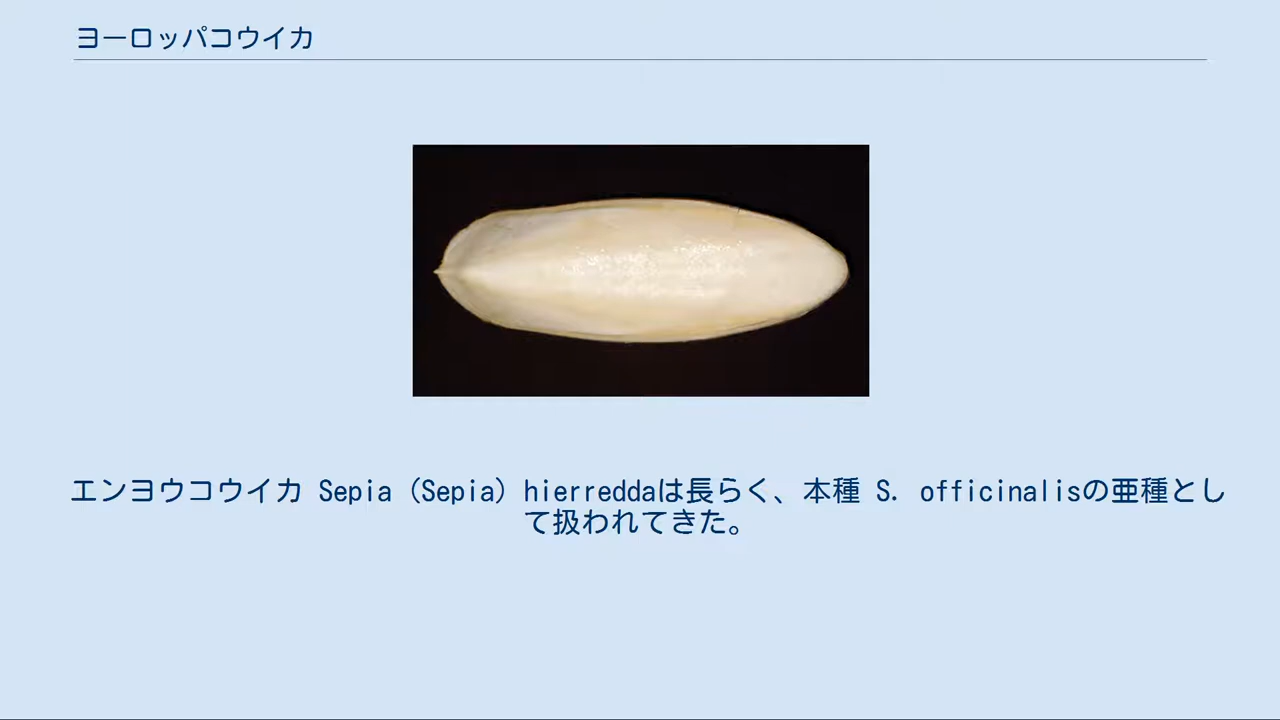 ヨーロッパコウイカ
エンヨウコウイカ Sepia (Sepia) hierreddaは長らく、本種 S. officinalisの亜種とし
て扱われてきた。